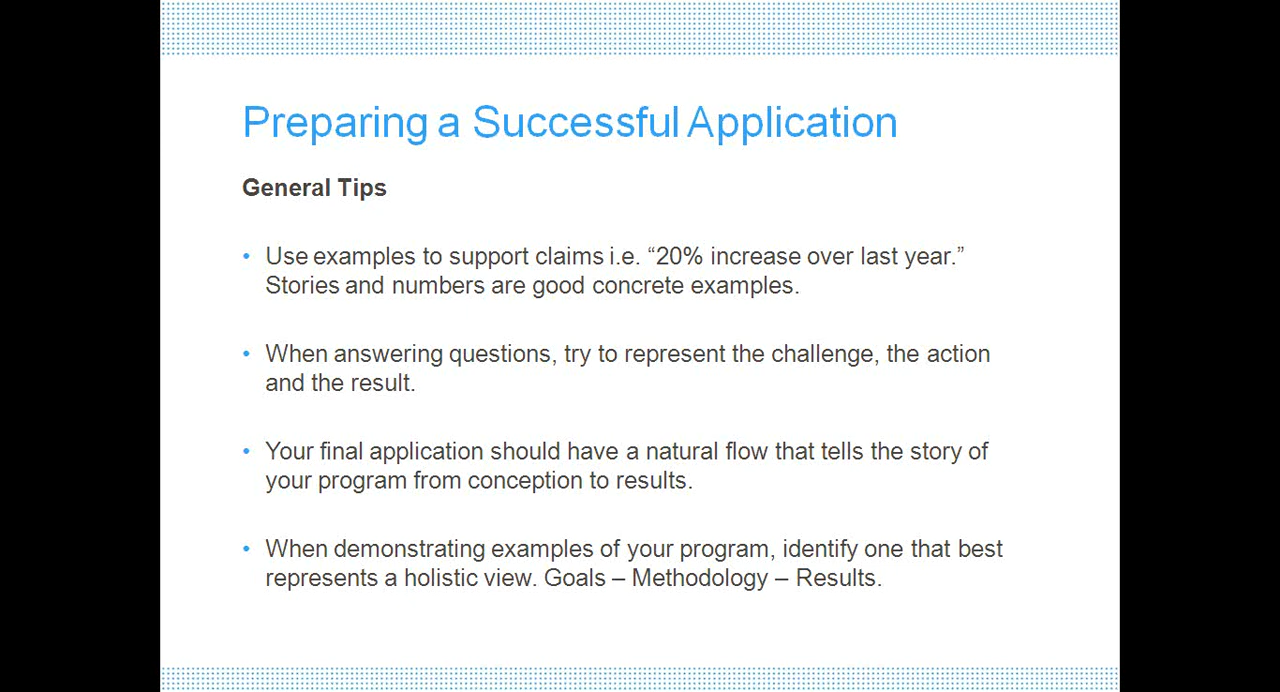 Preparing a Successful Application
General Tips
• Use examples to support claims i.e. “20% increase over last year.”
Stories and numbers are good concrete examples.
• When answering questions, try to represent the challenge, the action
and the result.
• Your final application should have a natural flow that tells the story of
your program from conception to results.
• When demonstrating examples of your program, identify one that best
represents a holistic view. Goals – Methodology – Results.